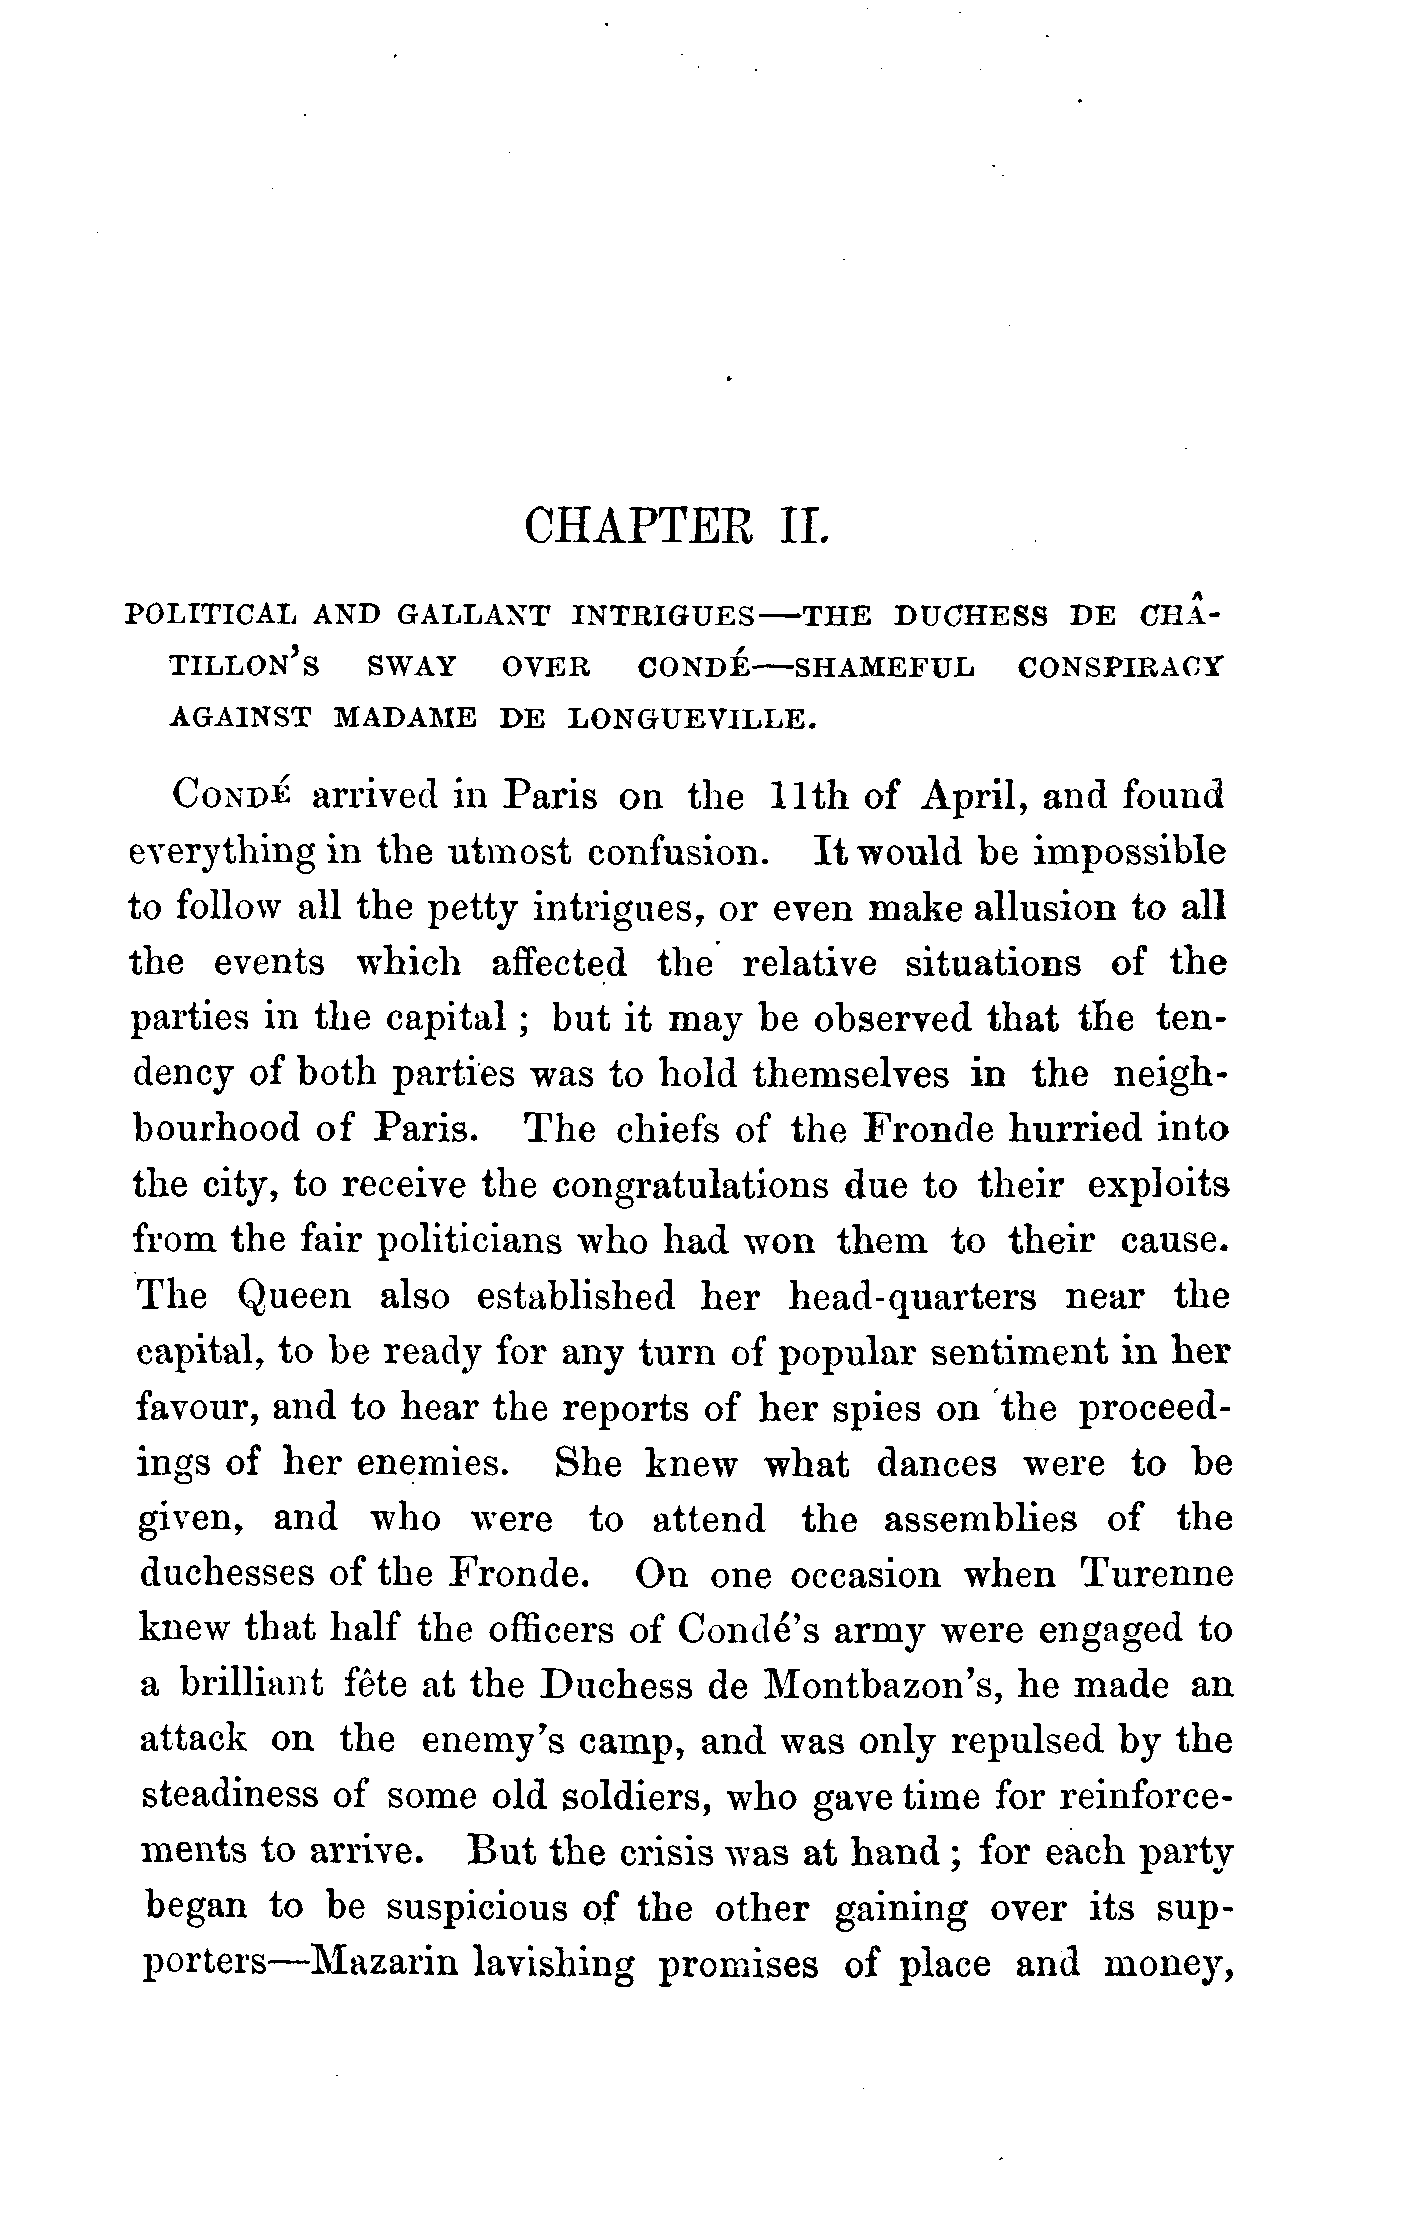 CHAPTER II.
POLITICAL AND GALLANT INTRIGUES—THE DUCHESS DE CHÂ-
TILLON'S SWAY OVER CONDÉ—SHAMEFUL CONSPIRACY
AGAINST MADAME DE LONGUEVILLE.
CONDÉ arrived in Paris on the 11th of April, and found
everything in the utmost confusion. It would be impossible
to follow all the petty intrigues, or even make allusion to all
the events which affected the relative situations of the
parties in the capital ; but it may be observed that the ten-
dency of both parties was to hold themselves in the neigh-
bourhood of Paris. The chiefs of the Fronde hurried into
the city, to receive the congratulations due to their exploits
from the fair politicians who had won them to their cause.
The Queen also established her head-quarters near the
capital, to be ready for any turn of popular sentiment in her
favour, and to hear the reports of her spies on the proceed-
ings of her enemies. She knew what dances were to be
given, and who were to attend the assemblies of the
duchesses of the Fronde. On one occasion when Turenne
knew that half the officers of Condé's army were engaged to
a brilliant fête at the Duchess de Montbazon's, he made an
attack on the enemy's camp, and was only repulsed by the
steadiness of some old soldiers, who gave time for reinforce-
ments to arrive. But the crisis was at hand ; for each party
began to be suspicious of the other gaining over its sup-
porters—Mazarin lavishing promises of place and money,